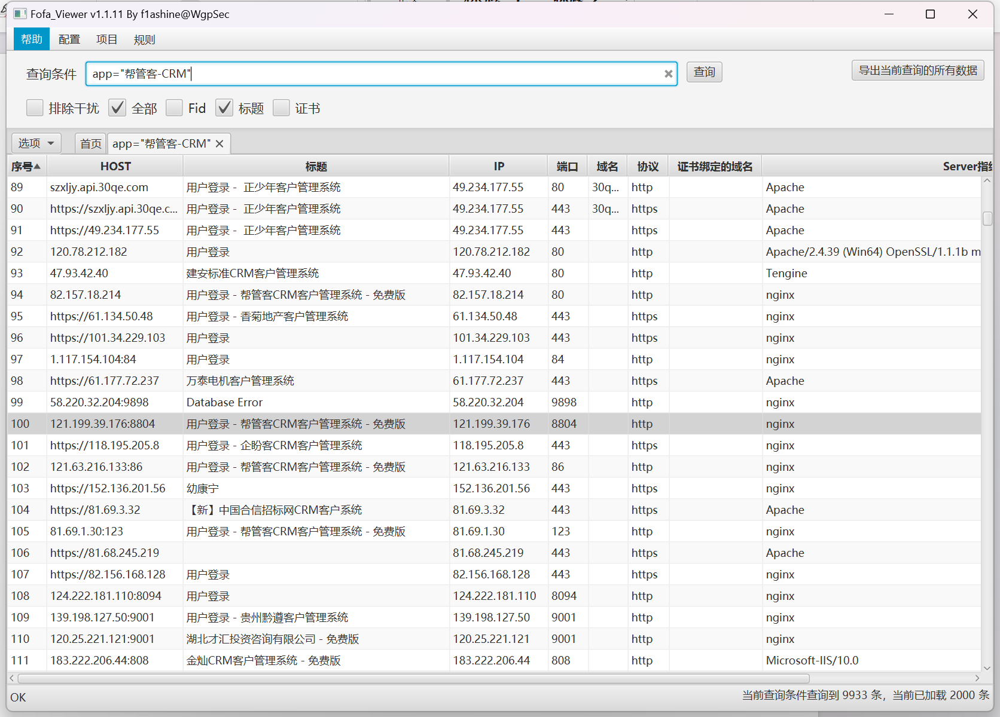 Fofa_Viewer v1.1.11 By f1ashine@WgpSec
帮助 配置 项目 规则
查询条件 app="帮管客-CRM" 查询 导出当前查询的所有数据
排除干扰 全部 Fid 标题 证书
选项 首页 app="帮管客-CRM"
序号 HOST 标题 IP 端口 域名 协议 证书绑定的域名 Server指纹
89 szxljy.api.30qe.com 用户登录 - 正少年客户管理系统 49.234.177.55 80 30q... http Apache
90 https://szxljy.api.30qe.c... 用户登录 - 正少年客户管理系统 49.234.177.55 443 30q... https Apache
91 https://49.234.177.55 用户登录 - 正少年客户管理系统 49.234.177.55 443 https Apache
92 120.78.212.182 用户登录 120.78.212.182 80 http Apache/2.4.39 (Win64) OpenSSL/1.1.1b m
93 47.93.42.40 建安标准CRM客户管理系统 47.93.42.40 80 http Tengine
94 82.157.18.214 用户登录 - 帮管客CRM客户管理系统 - 免费版 82.157.18.214 80 http nginx
95 https://61.134.50.48 用户登录 - 香菊地产客户管理系统 61.134.50.48 443 https nginx
96 https://101.34.229.103 用户登录 101.34.229.103 443 https nginx
97 1.117.154.104:84 用户登录 1.117.154.104 84 http nginx
98 https://61.177.72.237 万泰电机客户管理系统 61.177.72.237 443 https Apache
99 58.220.32.204:9898 Database Error 58.220.32.204 9898 http nginx
100 121.199.39.176:8804 用户登录 - 帮管客CRM客户管理系统 - 免费版 121.199.39.176 8804 http nginx
101 https://118.195.205.8 用户登录 - 企盼客CRM客户管理系统 118.195.205.8 443 https nginx
102 121.63.216.133:86 用户登录 - 帮管客CRM客户管理系统 - 免费版 121.63.216.133 86 http nginx
103 https://152.136.201.56 幼康宁 152.136.201.56 443 https nginx
104 https://81.69.3.32 【新】中国合信招标网CRM客户系统 81.69.3.32 443 https Apache
105 81.69.1.30:123 用户登录 - 帮管客CRM客户管理系统 - 免费版 81.69.1.30 123 http nginx
106 https://81.68.245.219 81.68.245.219 443 https Apache
107 https://82.156.168.128 用户登录 82.156.168.128 443 https nginx
108 124.222.181.110:8094 用户登录 124.222.181.110 8094 http nginx
109 139.198.127.50:9001 用户登录 - 贵州黔遵客户管理系统 139.198.127.50 9001 http nginx
110 120.25.221.121:9001 湖北才汇投资咨询有限公司 - 免费版 120.25.221.121 9001 http nginx
111 183.222.206.44:808 金灿CRM客户管理系统 - 免费版 183.222.206.44 808 http Microsoft-IIS/10.0
OK 当前查询条件查询到 9933 条，当前已加载 2000 条